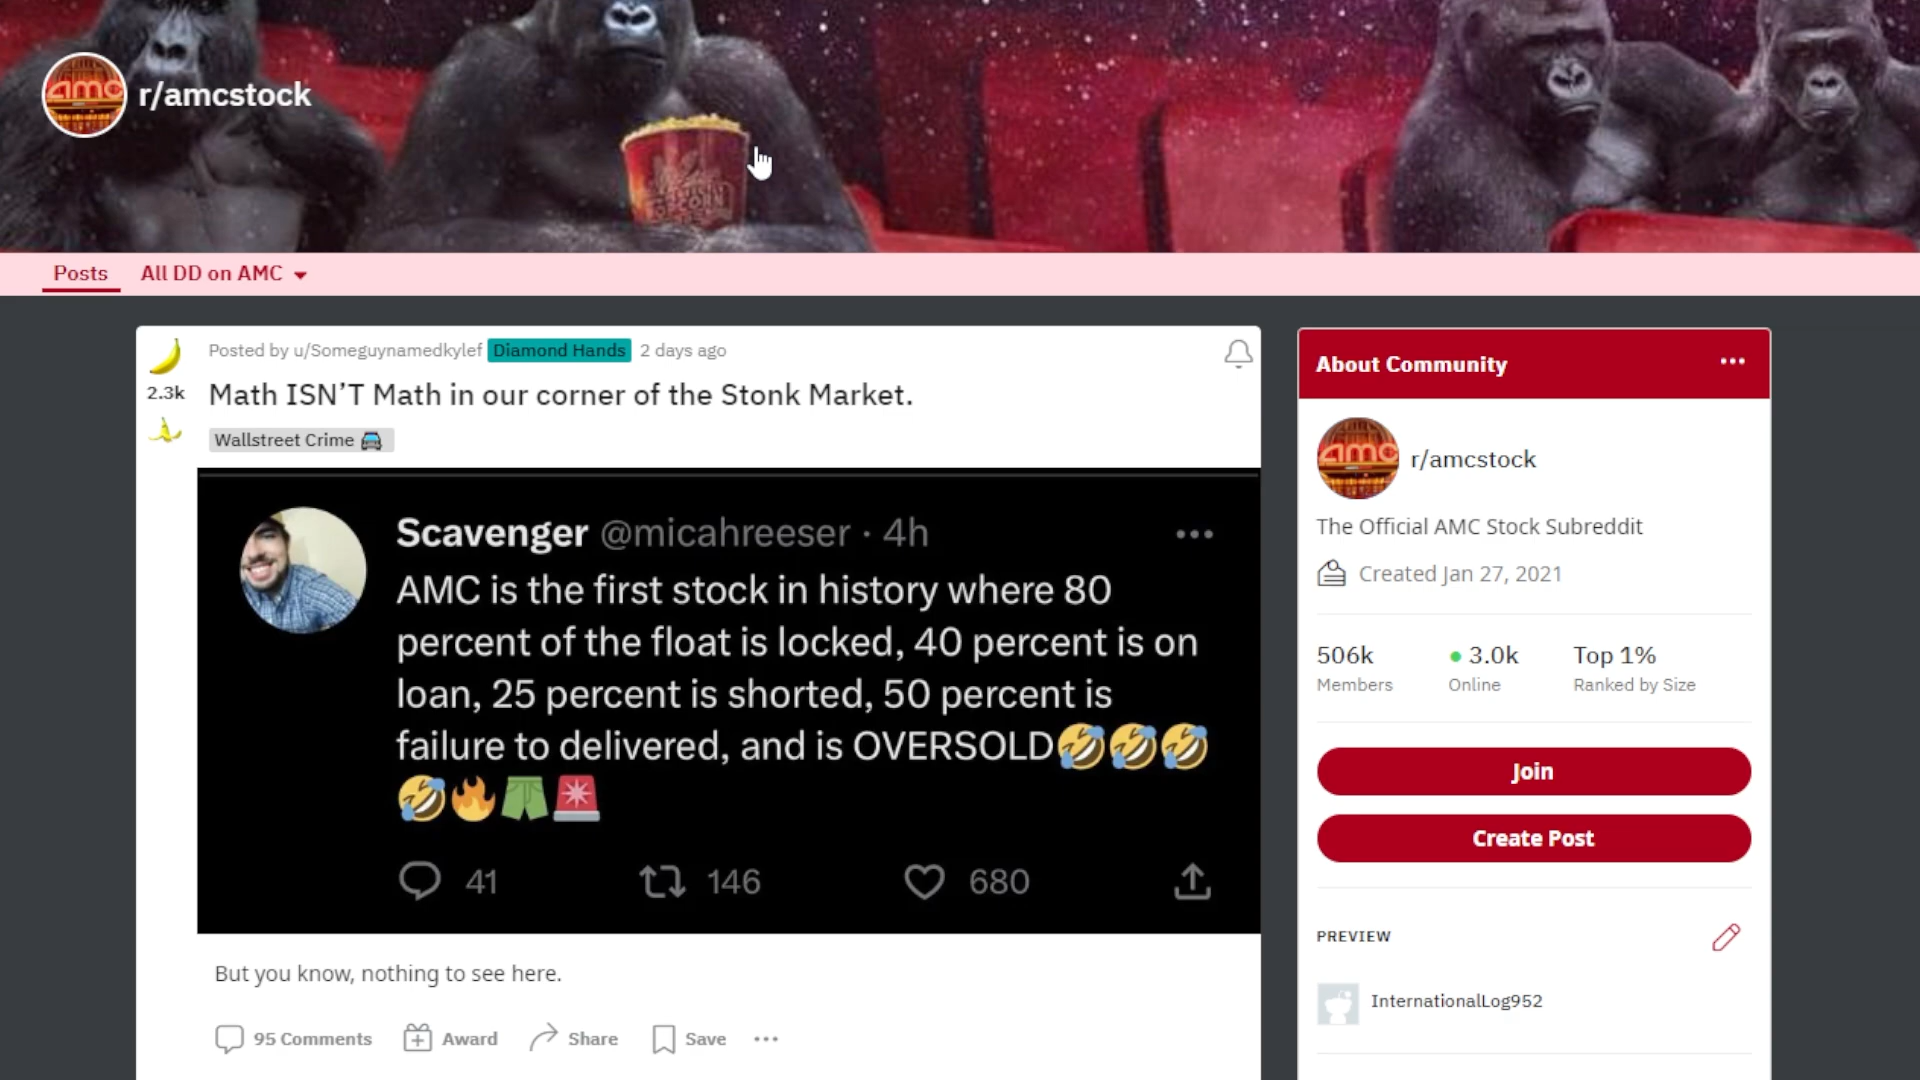 amc
r/amcstock
Posts
All DD on AMC
Posted by u/Someguynamedkylef Diamond Hands 2 days ago
2.3k
Math ISN’T Math in our corner of the Stonk Market.
Wallstreet Crime 🚔
Scavenger @micahreeser · 4h
AMC is the first stock in history where 80
percent of the float is locked, 40 percent is on
loan, 25 percent is shorted, 50 percent is
failure to delivered, and is OVERSOLD🤣🤣🤣
🤣🔥🩳🚨
41
146
680
But you know, nothing to see here.
95 Comments
Award
Share
Save
About Community
amc
r/amcstock
The Official AMC Stock Subreddit
Created Jan 27, 2021
506k
3.0k
Top 1%
Members
Online
Ranked by Size
Join
Create Post
PREVIEW
InternationalLog952